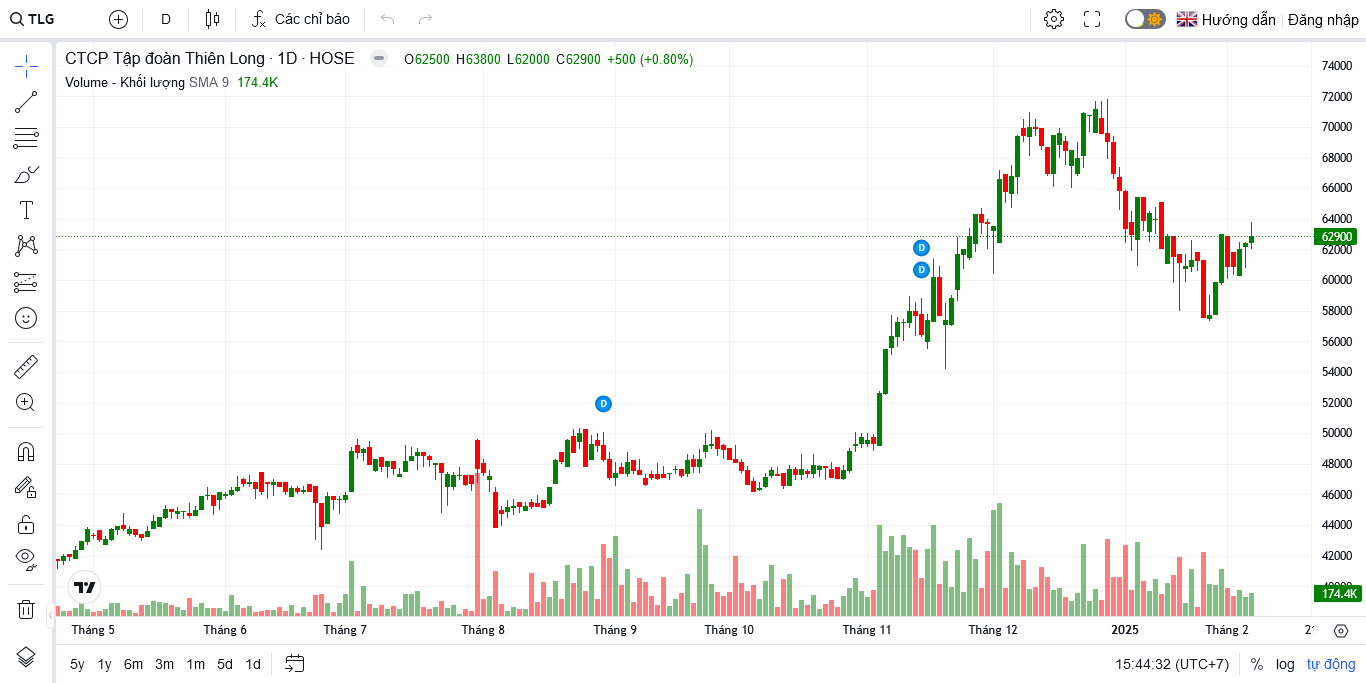 TLG D Các chỉ báo Hướng dẫn Đăng nhập
CTCP Tập đoàn Thiên Long · 1D · HOSE O62500 H63800 L62000 C62900 +500 (+0.80%)
Volume - Khối lượng SMA 9 174.4K
74000
72000
70000
68000
66000
64000
62900
62000
60000
58000
56000
54000
52000
50000
48000
46000
44000
42000
174.4K
D
D
D
Tháng 5 Tháng 6 Tháng 7 Tháng 8 Tháng 9 Tháng 10 Tháng 11 Tháng 12 2025 Tháng 2
5y 1y 6m 3m 1m 5d 1d 15:44:32 (UTC+7) % log tự động